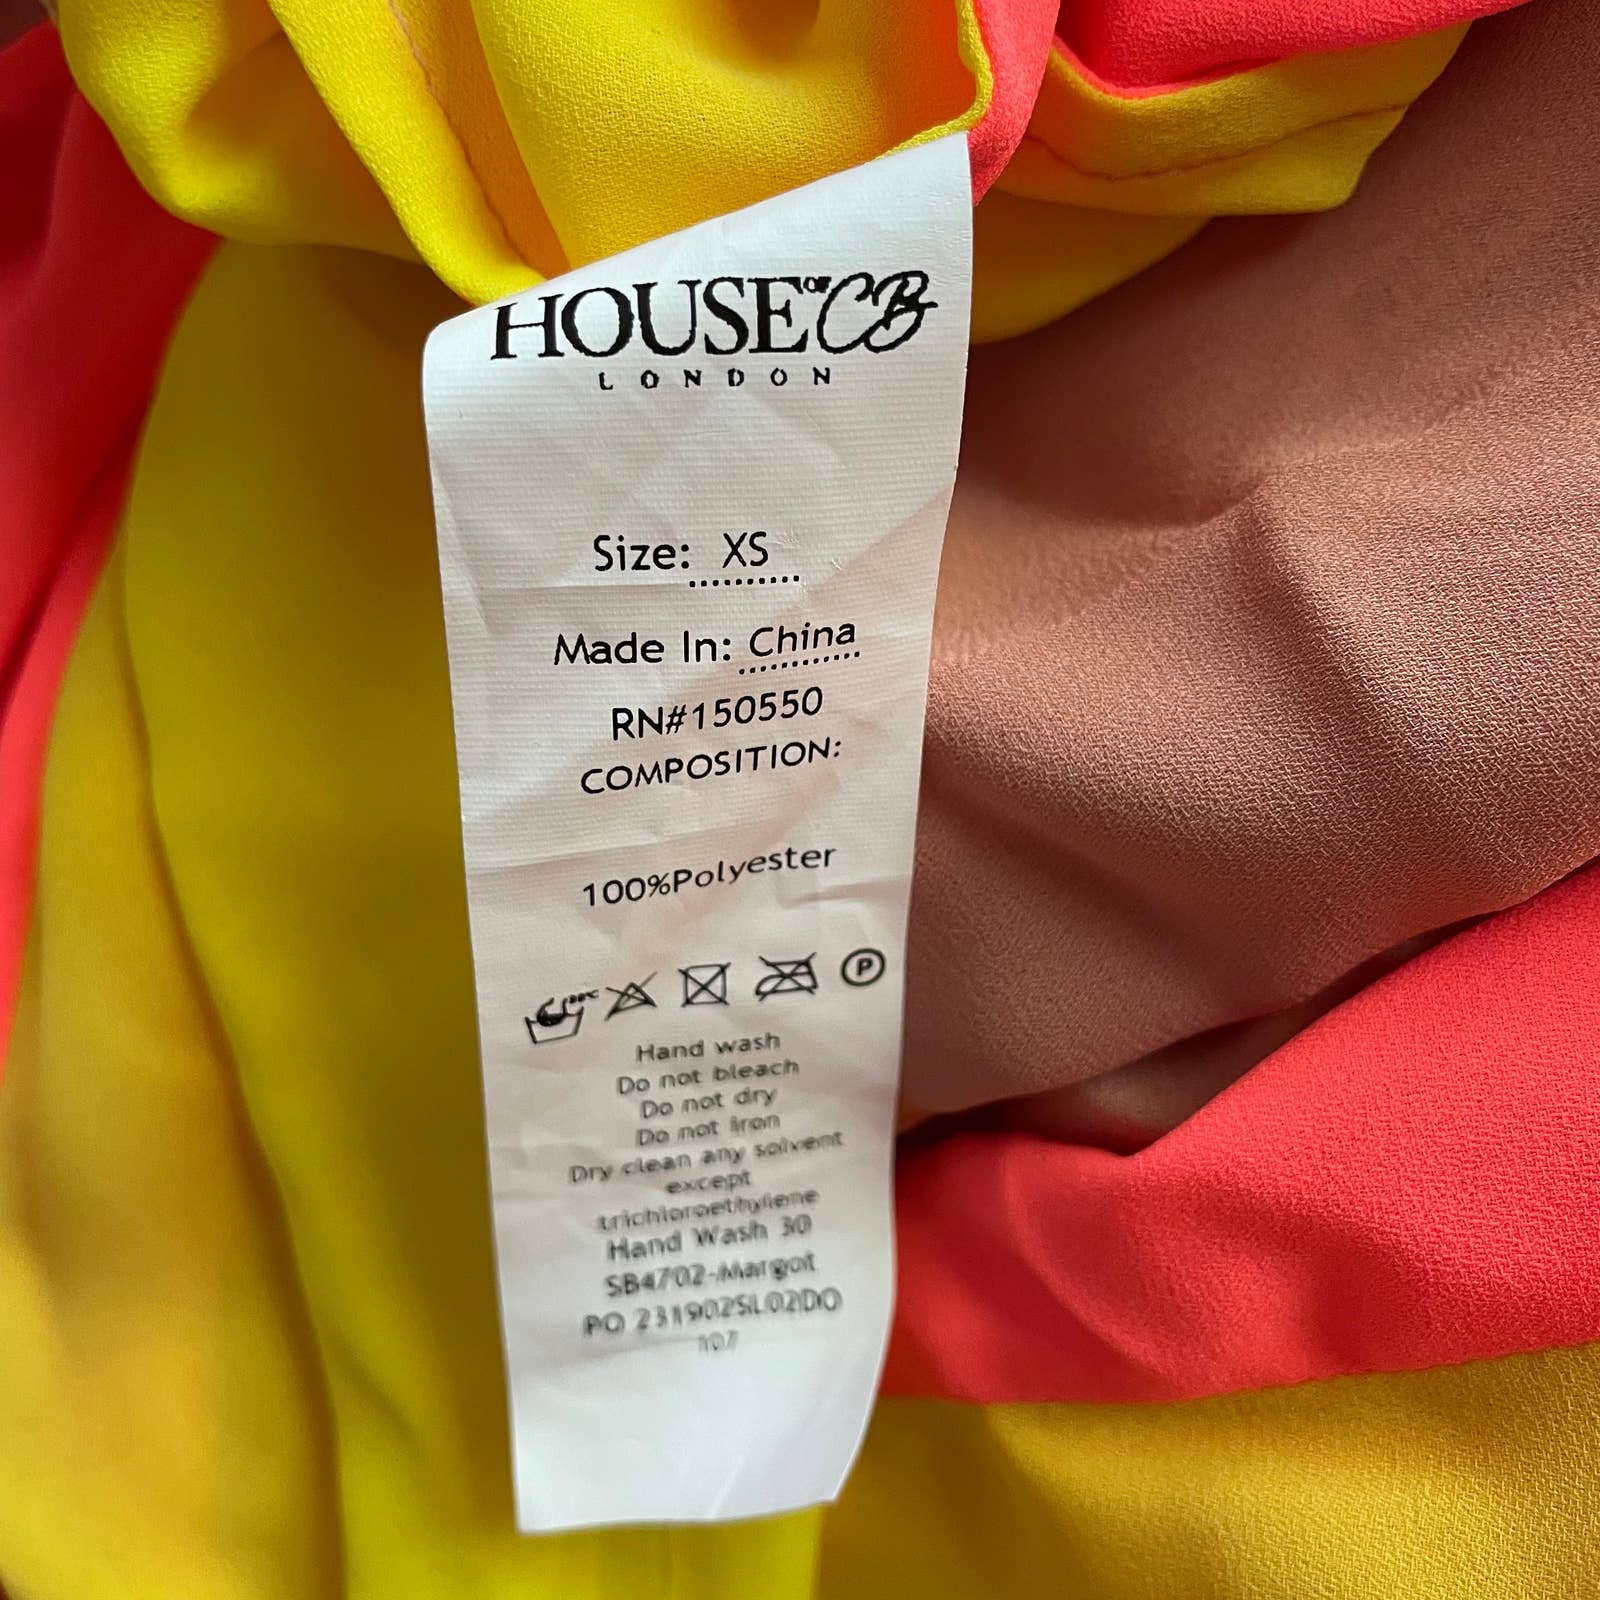 HOUSE OF CB
LONDON
Size: XS
Made In: China
RN#150550
COMPOSITION:
100%Polyester
P
Hand wash
Do not bleach
Do not dry
Do not iron
Dry clean any solvent
except
trichloroethylene
Hand Wash 30
SB4702-Margot
PO 231902SL02DO
107